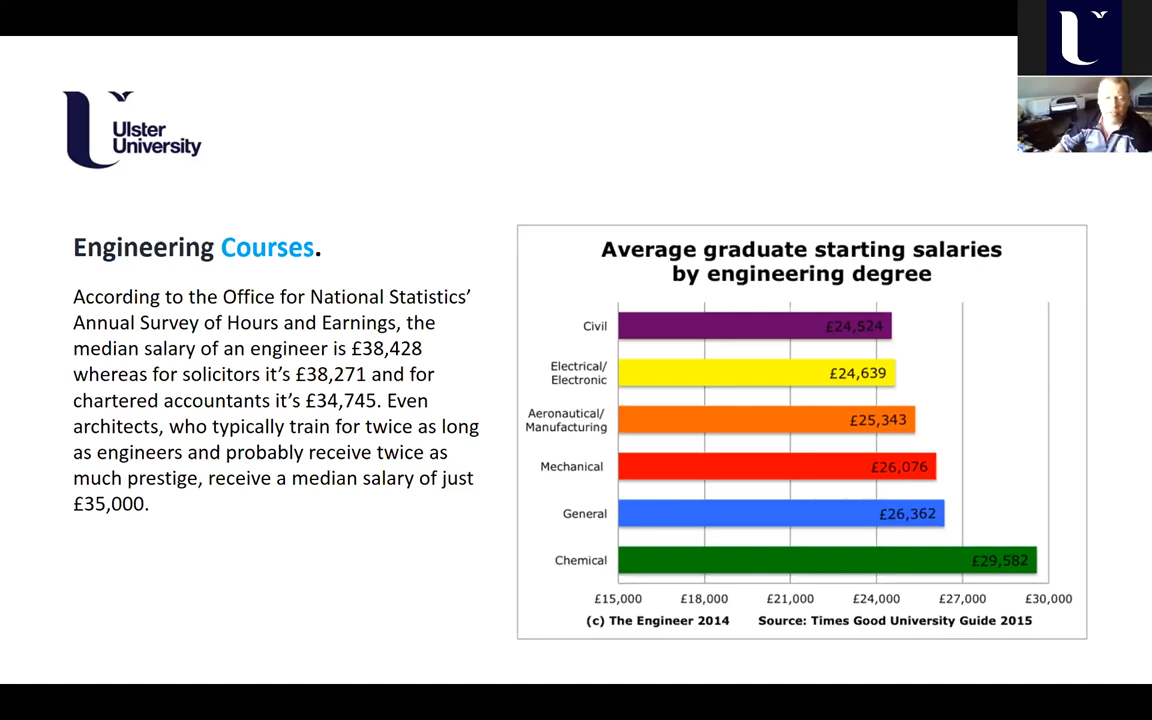 Ulster
University
Engineering Courses.
According to the Office for National Statistics’
Annual Survey of Hours and Earnings, the
median salary of an engineer is £38,428
whereas for solicitors it’s £38,271 and for
chartered accountants it’s £34,745. Even
architects, who typically train for twice as long
as engineers and probably receive twice as
much prestige, receive a median salary of just
£35,000.
Average graduate starting salaries
by engineering degree
Civil £24,524
Electrical/
Electronic £24,639
Aeronautical/
Manufacturing £25,343
Mechanical £26,076
General £26,362
Chemical £29,582
£15,000 £18,000 £21,000 £24,000 £27,000 £30,000
(c) The Engineer 2014 Source: Times Good University Guide 2015